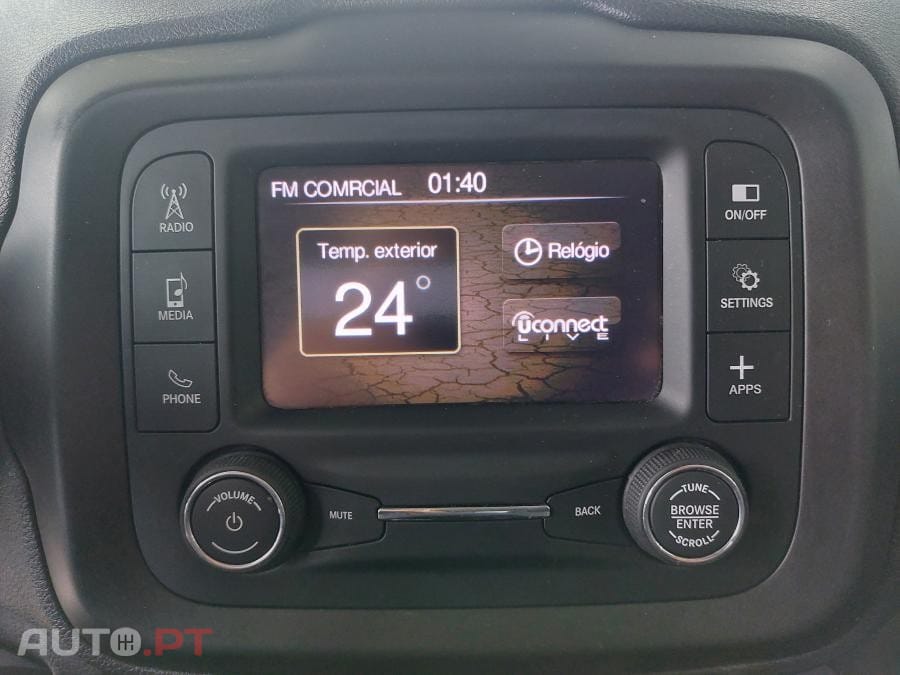 FM COMRCIAL 01:40
Temp. exterior
24°
Relógio
uconnect
LIVE
RADIO
MEDIA
PHONE
ON/OFF
SETTINGS
APPS
VOLUME
MUTE
BACK
TUNE
BROWSE
ENTER
SCROLL
AUTO.PT